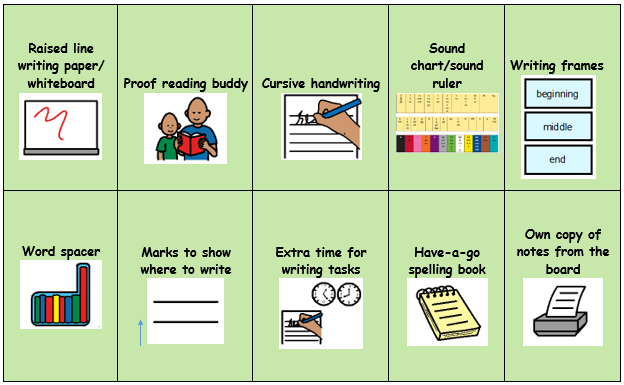 Raised line
writing paper/
whiteboard
Proof reading buddy
Cursive handwriting
Sound
chart/sound
ruler
Writing frames
beginning
middle
end
Word spacer
Marks to show
where to write
Extra time for
writing tasks
Have-a-go
spelling book
Own copy of
notes from the
board